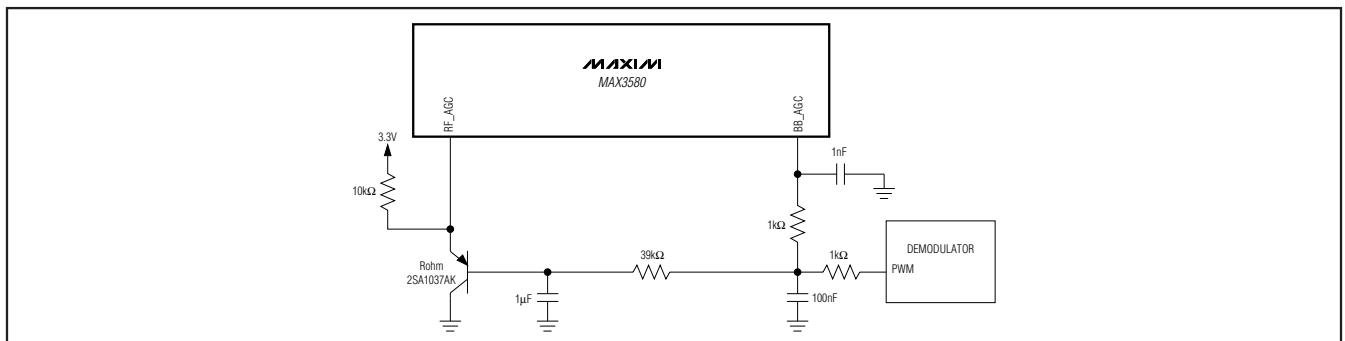 MAXIM
MAX3580
RF_AGC
BB_AGC
3.3V
1nF
10kΩ
1kΩ
DEMODULATOR
39kΩ
1kΩ
PWM
Rohm
2SA1037AK
1µF
100nF